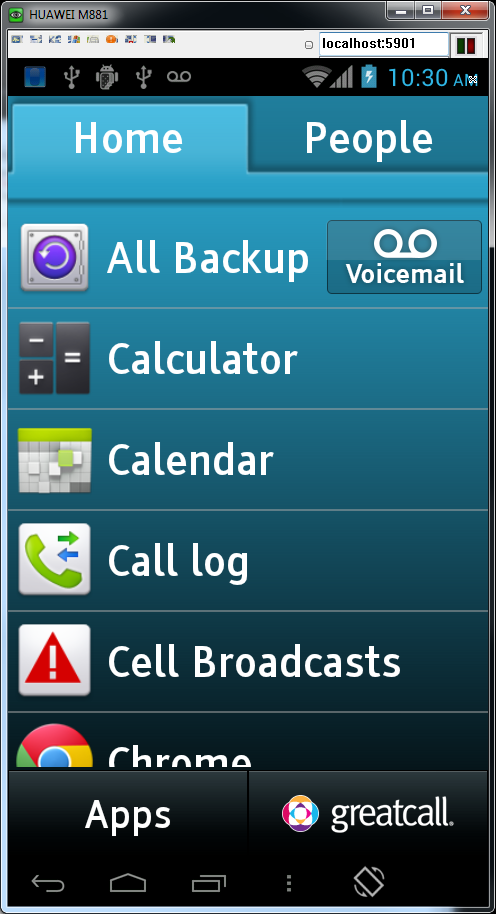 HUAWEI M881
localhost:5901
10:30 AM
Home People
All Backup
Voicemail
Calculator
Calendar
Call log
Cell Broadcasts
Chrome
Apps greatcall®